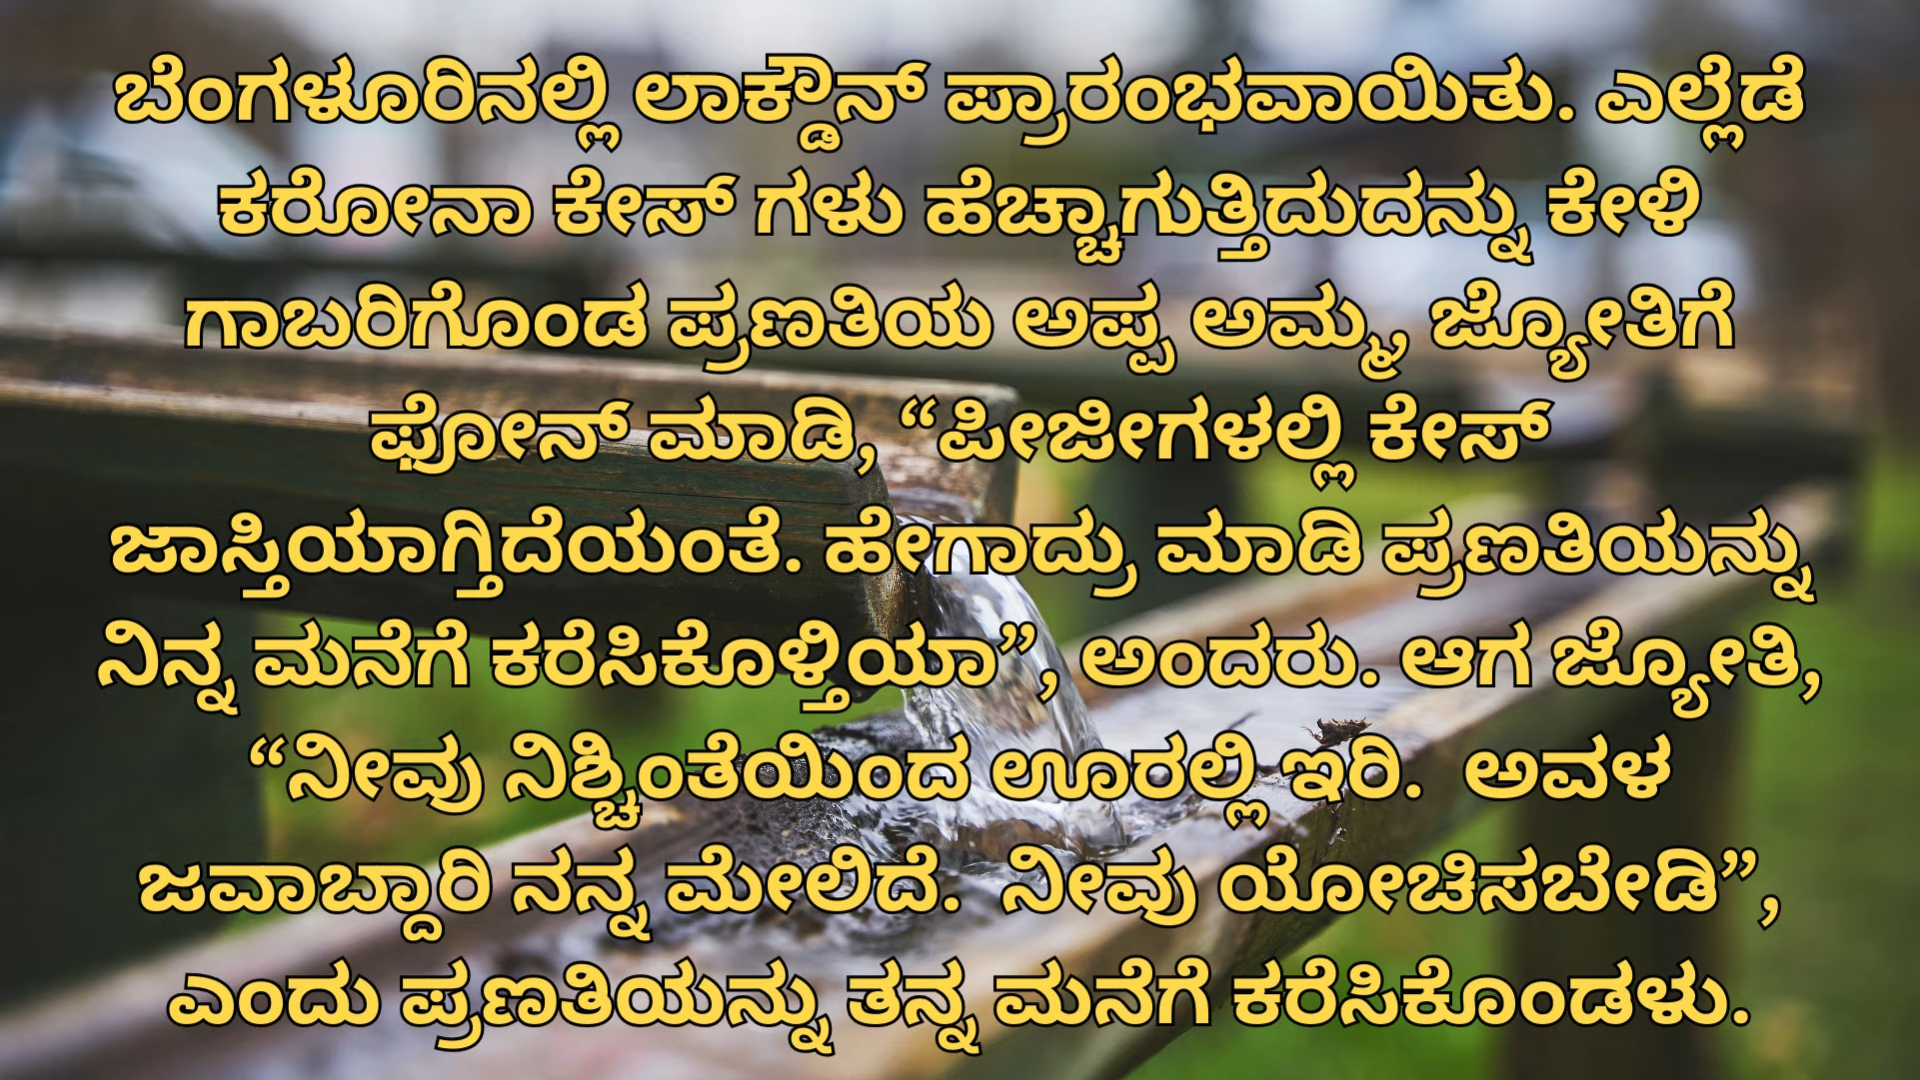 ಬೆಂಗಳೂರಿನಲ್ಲಿ ಲಾಕ್ಡೌನ್ ಪ್ರಾರಂಭವಾಯಿತು. ಎಲ್ಲೆಡೆ
ಕರೋನಾ ಕೇಸ್ ಗಳು ಹೆಚ್ಚಾಗುತ್ತಿದುದನ್ನು ಕೇಳಿ
ಗಾಬರಿಗೊಂಡ ಪ್ರಣತಿಯ ಅಪ್ಪ ಅಮ್ಮ, ಜ್ಯೋತಿಗೆ
ಫೋನ್ ಮಾಡಿ, “ಪೀಜೀಗಳಲ್ಲಿ ಕೇಸ್
ಜಾಸ್ತಿಯಾಗ್ತಿದೆಯಂತೆ. ಹೇಗಾದ್ರು ಮಾಡಿ ಪ್ರಣತಿಯನ್ನು
ನಿನ್ನ ಮನೆಗೆ ಕರೆಸಿಕೊಳ್ತಿಯಾ”, ಅಂದರು. ಆಗ ಜ್ಯೋತಿ,
“ನೀವು ನಿಶ್ಚಿಂತೆಯಿಂದ ಊರಲ್ಲಿ ಇರಿ. ಅವಳ
ಜವಾಬ್ದಾರಿ ನನ್ನ ಮೇಲಿದೆ. ನೀವು ಯೋಚಿಸಬೇಡಿ”,
ಎಂದು ಪ್ರಣತಿಯನ್ನು ತನ್ನ ಮನೆಗೆ ಕರೆಸಿಕೊಂಡಳು.